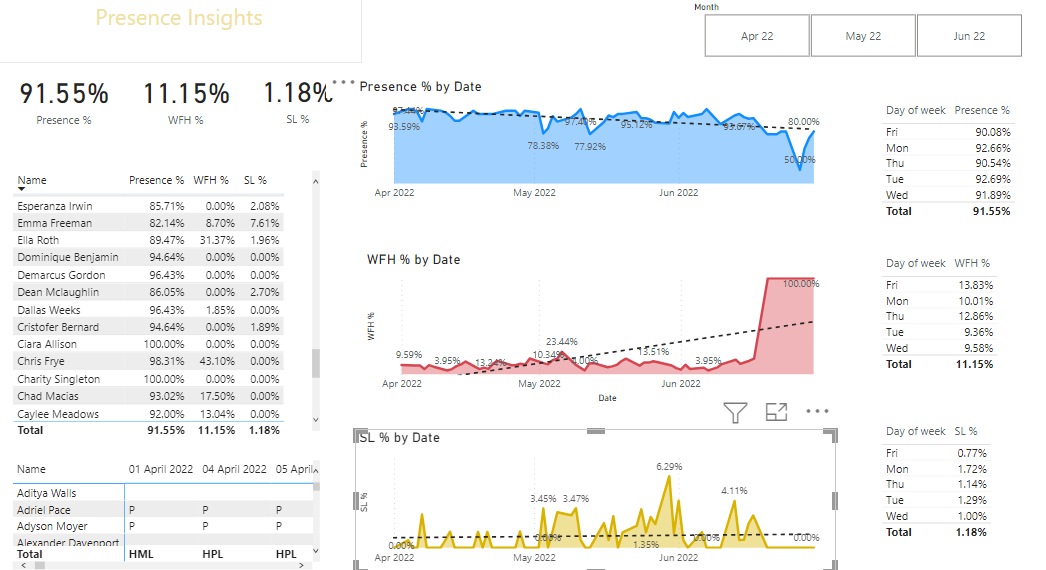 Presence Insights
Month
Apr 22 May 22 Jun 22
91.55% 11.15% 1.18%
Presence % WFH % SL %
Name Presence % WFH % SL %
Esperanza Irwin 85.71% 0.00% 2.08%
Emma Freeman 82.14% 8.70% 7.61%
Ella Roth 89.47% 31.37% 1.96%
Dominique Benjamin 94.64% 0.00% 0.00%
Demarcus Gordon 96.43% 0.00% 0.00%
Dean Mclaughlin 86.05% 0.00% 2.70%
Dallas Weeks 96.43% 1.85% 0.00%
Cristofer Bernard 94.64% 0.00% 1.89%
Ciara Allison 100.00% 0.00% 0.00%
Chris Frye 98.31% 43.10% 0.00%
Charity Singleton 100.00% 0.00% 0.00%
Chad Macias 93.02% 17.50% 0.00%
Caylee Meadows 92.00% 13.04% 0.00%
Total 91.55% 11.15% 1.18%
Name 01 April 2022 04 April 2022 05 April
Aditya Walls
Adriel Pace P P P
Adyson Moyer P P P
Alexander Davenport
Total HML HPL HPL
Presence % by Date
Presence %
97.44%
93.59%
78.38%
97.40%
77.92%
95.12%
93.67%
80.00%
50.00%
Apr 2022 May 2022 Jun 2022
WFH % by Date
WFH %
9.59%
3.95%
13.24%
10.34%
23.44%
4.00%
13.51%
3.95%
100.00%
Apr 2022 May 2022 Jun 2022
Date
SL % by Date
SL %
0.00%
3.45%
0.00%
3.47%
1.35%
6.29%
0.00%
4.11%
0.00%
Apr 2022 May 2022 Jun 2022
Day of week Presence %
Fri 90.08%
Mon 92.66%
Thu 90.54%
Tue 92.69%
Wed 91.89%
Total 91.55%
Day of week WFH %
Fri 13.83%
Mon 10.01%
Thu 12.86%
Tue 9.36%
Wed 9.58%
Total 11.15%
Day of week SL %
Fri 0.77%
Mon 1.72%
Thu 1.14%
Tue 1.29%
Wed 1.00%
Total 1.18%